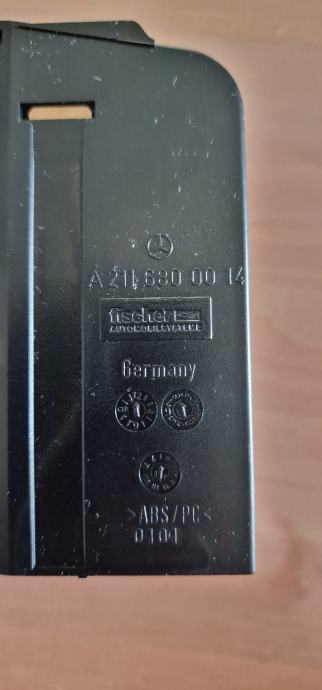 A 211 680 00 14
fischer
AUTOMOBILSYSTEME
Germany
>ABS/PC<
0101